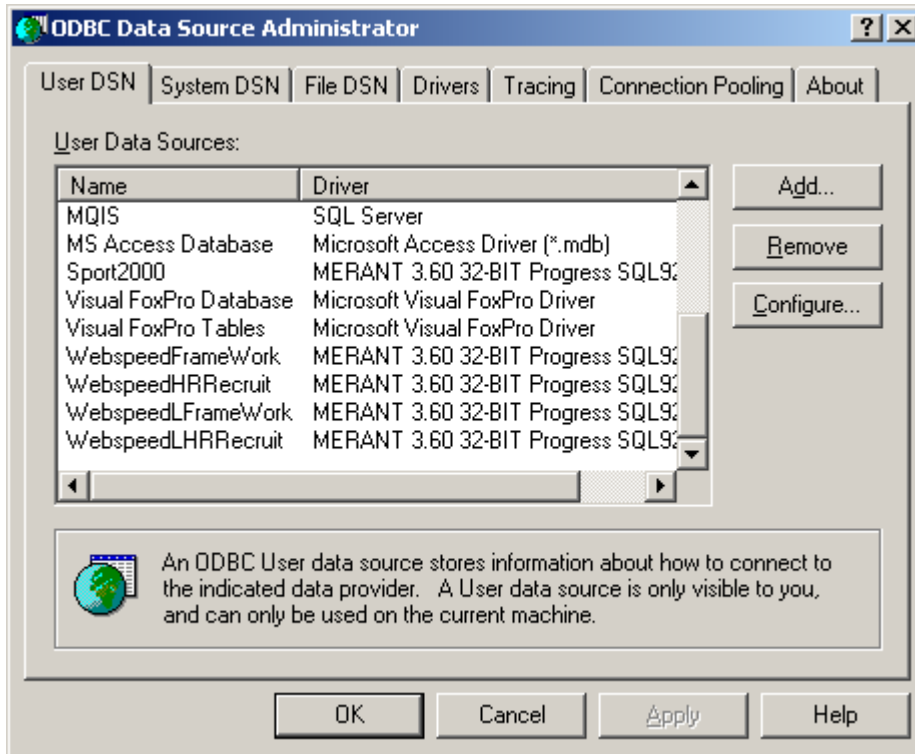 ODBC Data Source Administrator
User DSN System DSN File DSN Drivers Tracing Connection Pooling About
User Data Sources:
Name Driver
MQIS SQL Server
MS Access Database Microsoft Access Driver (*.mdb)
Sport2000 MERANT 3.60 32-BIT Progress SQL92
Visual FoxPro Database Microsoft Visual FoxPro Driver
Visual FoxPro Tables Microsoft Visual FoxPro Driver
WebspeedFrameWork MERANT 3.60 32-BIT Progress SQL92
WebspeedHRRecruit MERANT 3.60 32-BIT Progress SQL92
WebspeedLFrameWork MERANT 3.60 32-BIT Progress SQL92
WebspeedLHRRecruit MERANT 3.60 32-BIT Progress SQL92
Add...
Remove
Configure...
An ODBC User data source stores information about how to connect to
the indicated data provider. A User data source is only visible to you,
and can only be used on the current machine.
OK Cancel Apply Help